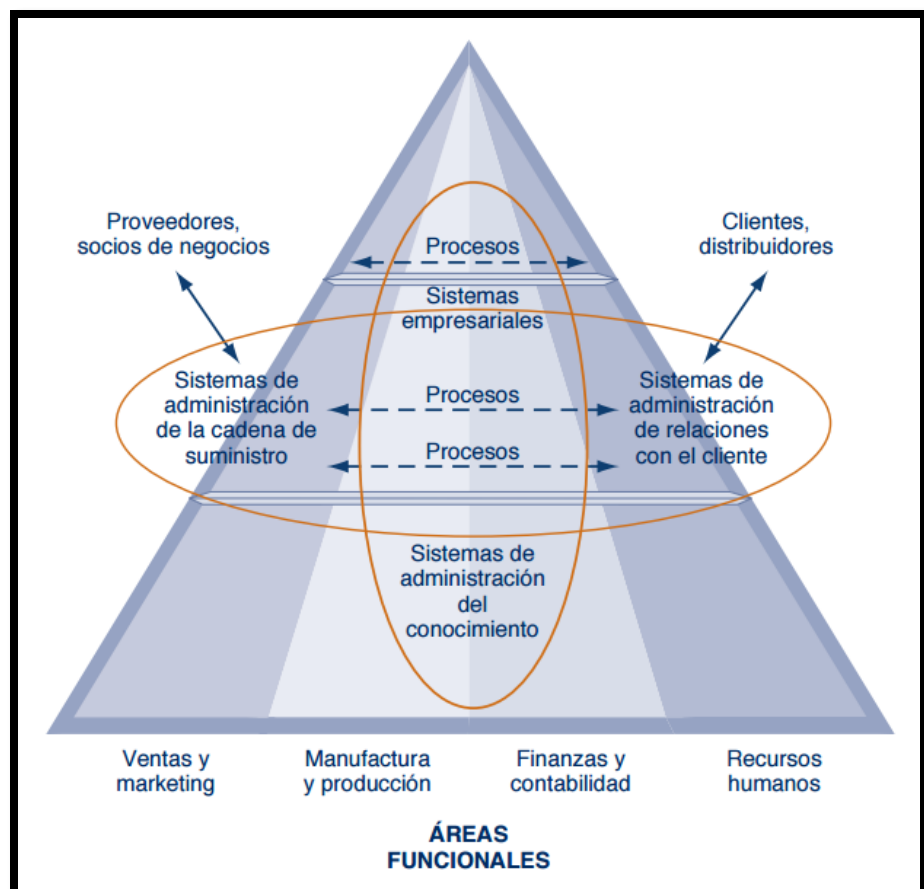 Proveedores,
socios de negocios
Clientes,
distribuidores
Procesos
Sistemas
empresariales
Sistemas de
administración
de la cadena de
suministro
Procesos
Procesos
Sistemas de
administración
de relaciones
con el cliente
Sistemas de
administración
del
conocimiento
Ventas y
marketing
Manufactura
y producción
Finanzas y
contabilidad
Recursos
humanos
ÁREAS
FUNCIONALES